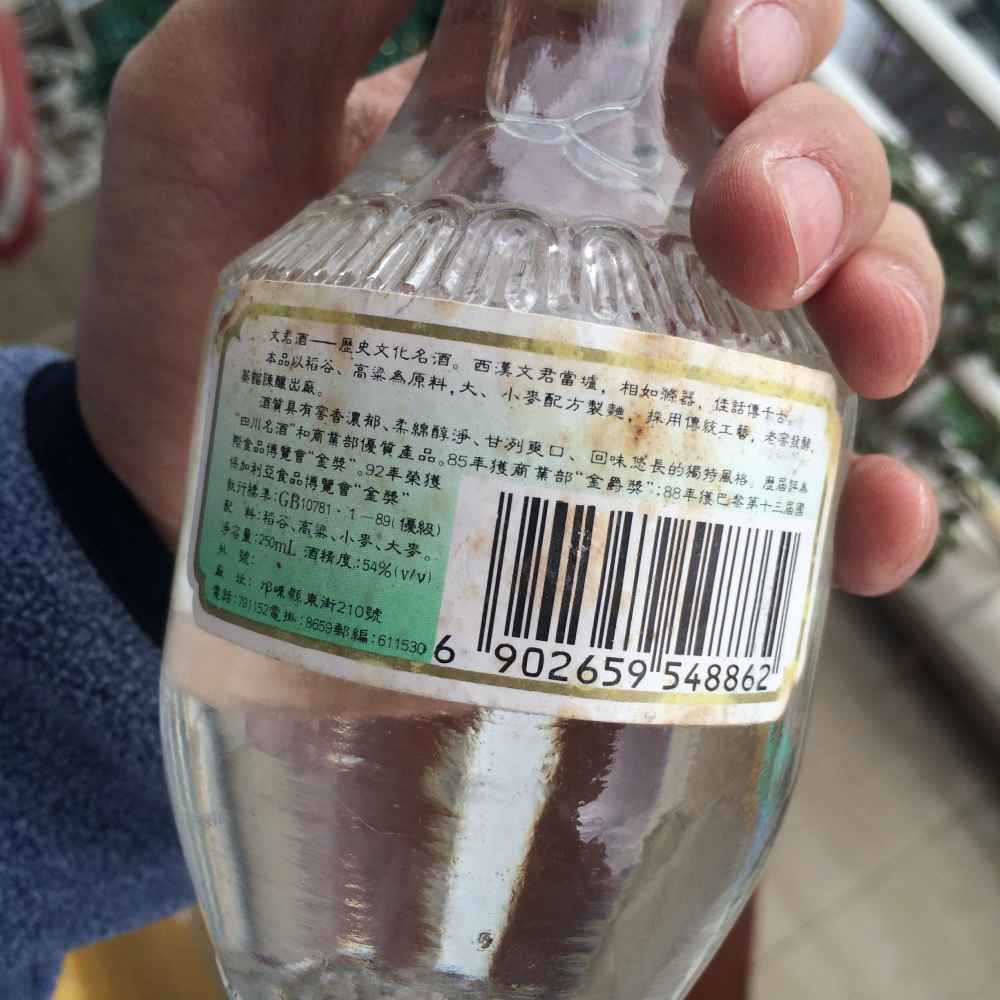 文君酒——歷史文化名酒。西漢文君當壚，相如滌器，佳話傳千古。
本品以稻谷、高粱為原料，大、小麥配方製麯，採用傳統工藝，老窖發酵，
蒸餾陳釀出廠。
酒質具有窖香濃郁、柔綿醇淨、甘洌爽口、回味悠長的獨特風格，歷屆評為
“四川名酒”和商業部優質產品。85年獲商業部“金爵獎”；88年獲巴黎第十三屆國
際食品博覽會“金獎”。92年榮獲
保加利亞食品博覽會“金獎”
執行標準：GB10781·1－89(優級)
配料：稻谷、高粱、小麥、大麥。
净容量：250mL 酒精度：54%(v/v)
批號：
廠址：邛崍縣東街210號
電話：791152電掛：8659郵編：611530
6 902659 548862